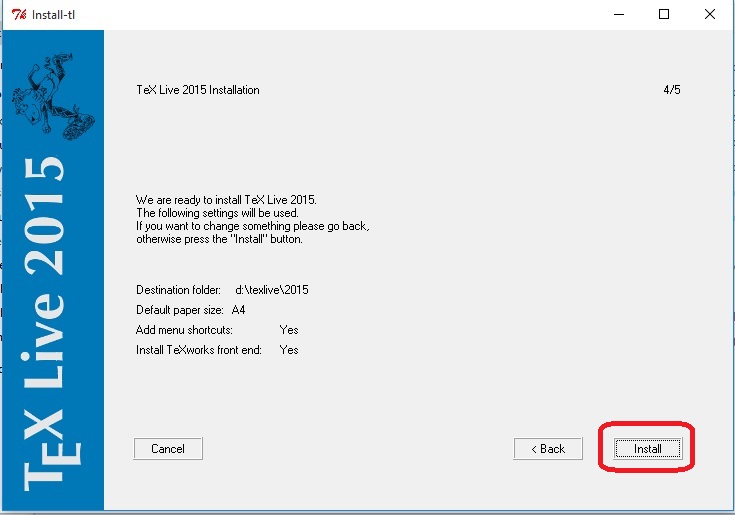 Install-tl
TeX Live 2015
TeX Live 2015 Installation 4/5
We are ready to install TeX Live 2015.
The following settings will be used.
If you want to change something please go back,
otherwise press the "Install" button.
Destination folder: d:\texlive\2015
Default paper size: A4
Add menu shortcuts: Yes
Install TeXworks front end: Yes
Cancel < Back Install